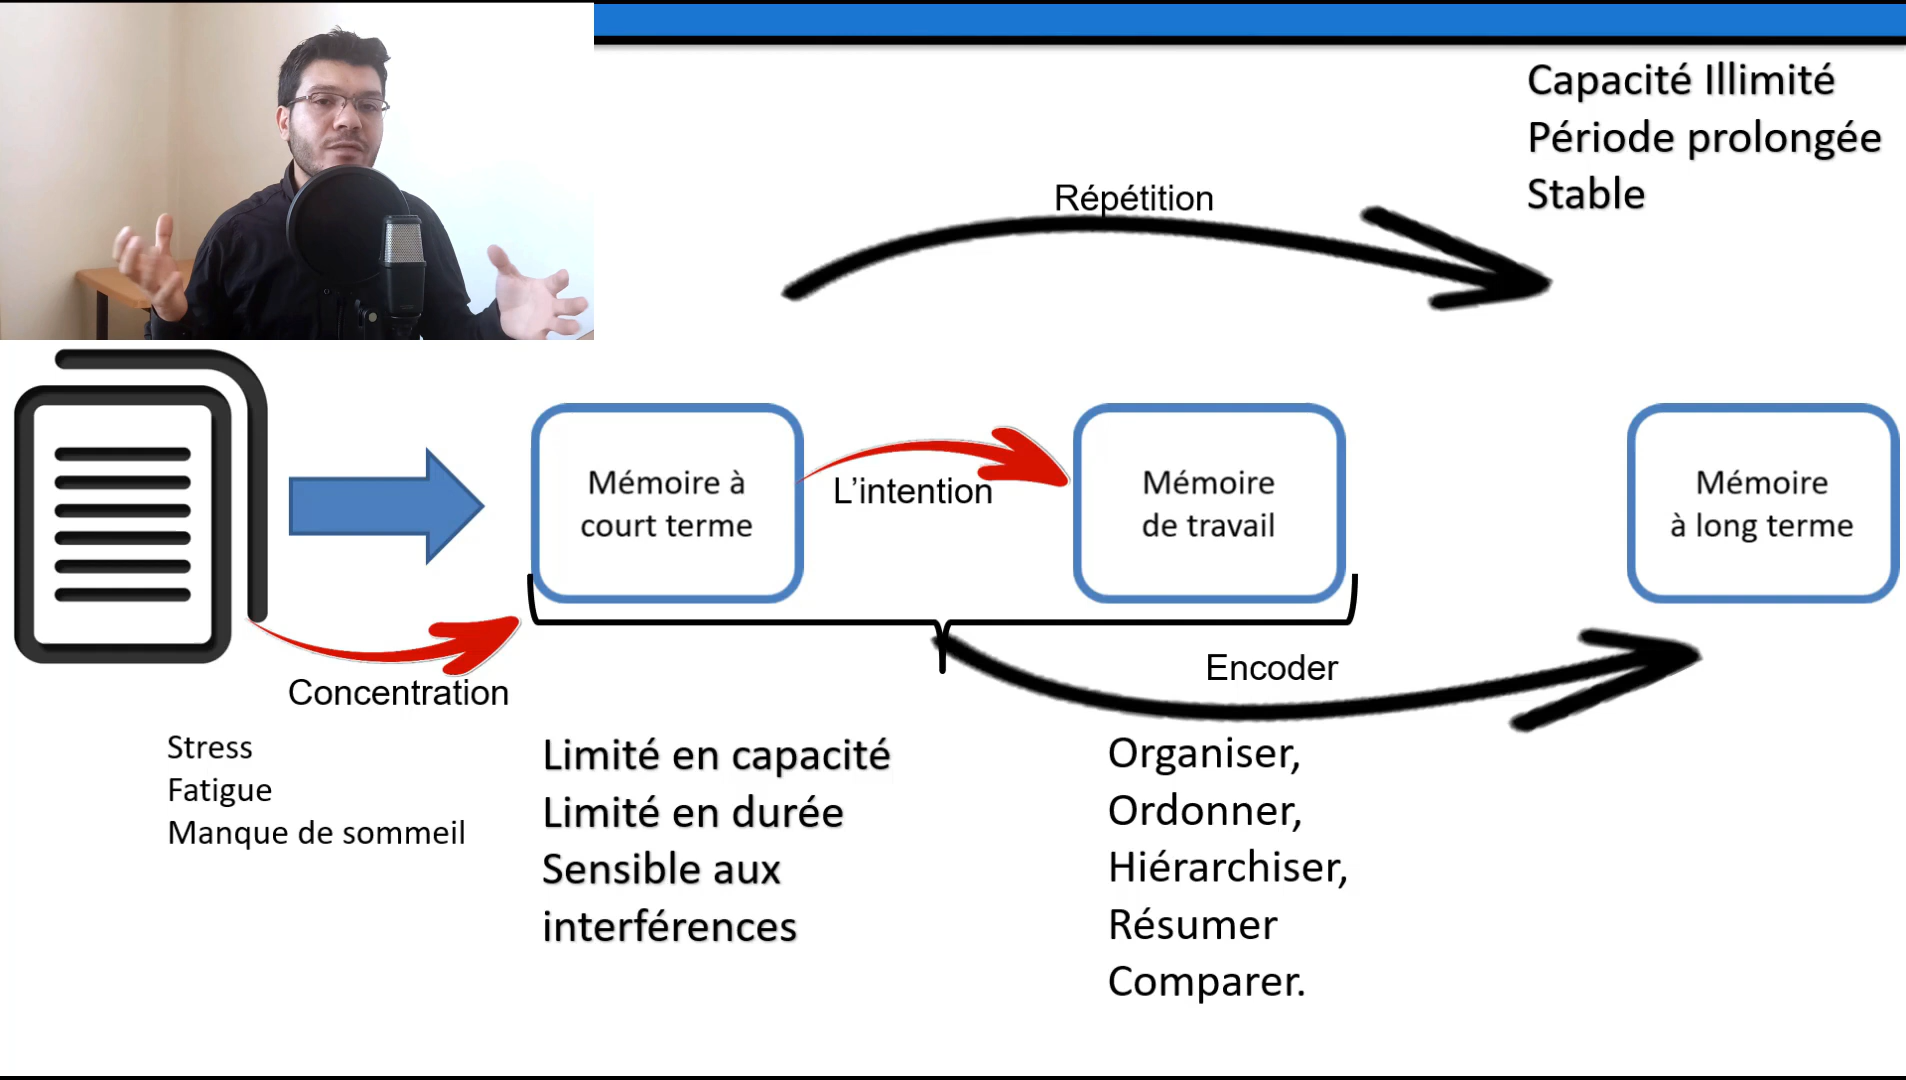 Capacité Illimité
Période prolongée
Stable
Répétition
Mémoire à
court terme
L'intention
Mémoire
de travail
Mémoire
à long terme
Concentration
Encoder
Stress
Fatigue
Manque de sommeil
Limité en capacité
Limité en durée
Sensible aux
interférences
Organiser,
Ordonner,
Hiérarchiser,
Résumer
Comparer.